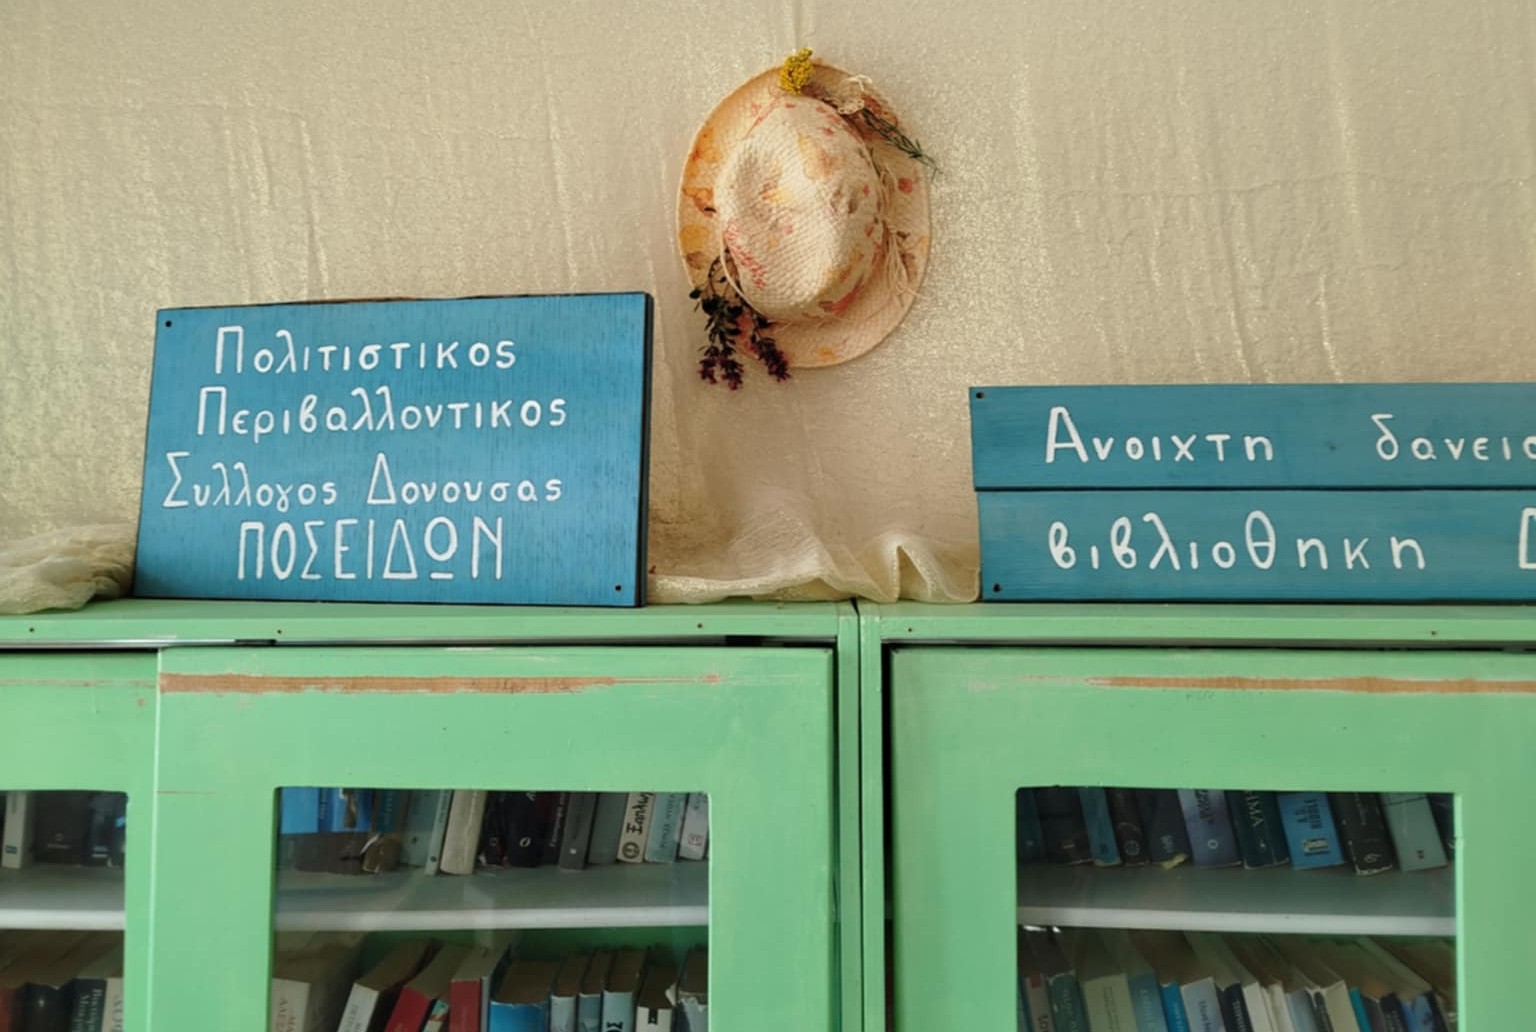 Πολιτιστικος
Περιβαλλοντικος
Συλλογος Δονουσας
ΠΟΣΕΙΔΩΝ
Ανοιχτη
βιβλιοθηκη